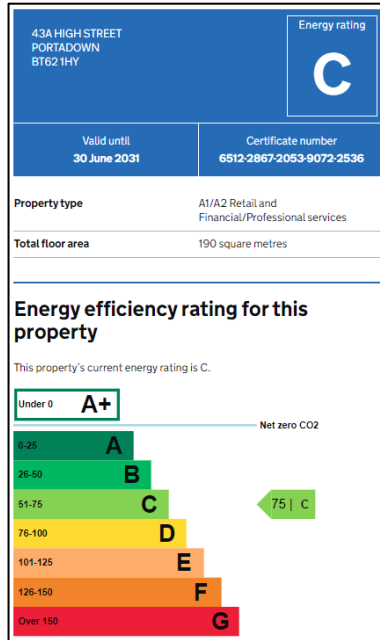 43A HIGH STREET
PORTADOWN
BT62 1HY
Energy rating
C
Valid until
30 June 2031
Certificate number
6512-2867-2053-9072-2536
Property type
A1/A2 Retail and
Financial/Professional services
Total floor area
190 square metres
Energy efficiency rating for this
property
This property's current energy rating is C.
Under 0 A+
Net zero CO2
0-25 A
26-50 B
51-75 C
75 | C
76-100 D
101-125 E
126-150 F
Over 150 G